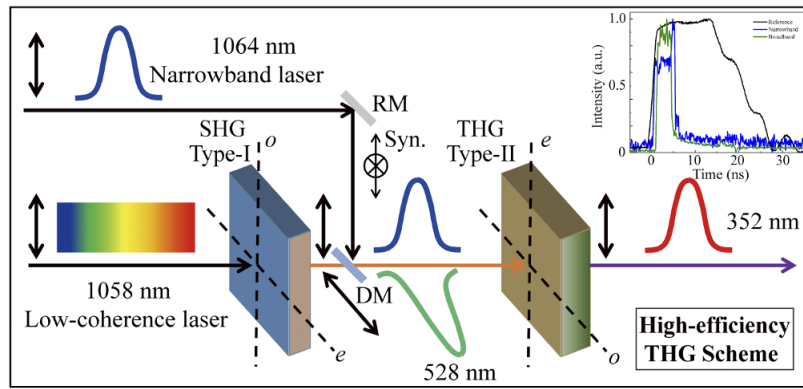 1064 nm
Narrowband laser
RM
Syn.
SHG
Type-I
o
e
THG
Type-II
e
o
1058 nm
Low-coherence laser
DM
528 nm
352 nm
High-efficiency
THG Scheme
Intensity (a.u.)
1.0
0.5
0
0
10
20
30
Time (ns)
Reference
Narrowband
Broadband